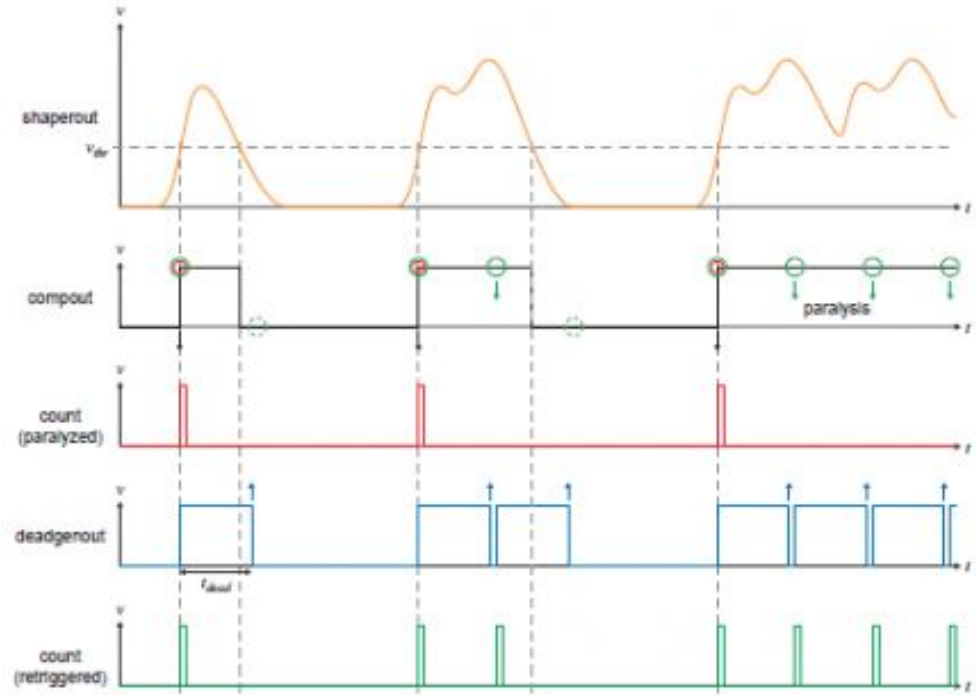 v
shaperout
v_thr
t
v
compout
paralysis
t
v
count
(paralyzed)
t
v
deadgenout
t
t_dead
v
count
(retriggered)
t